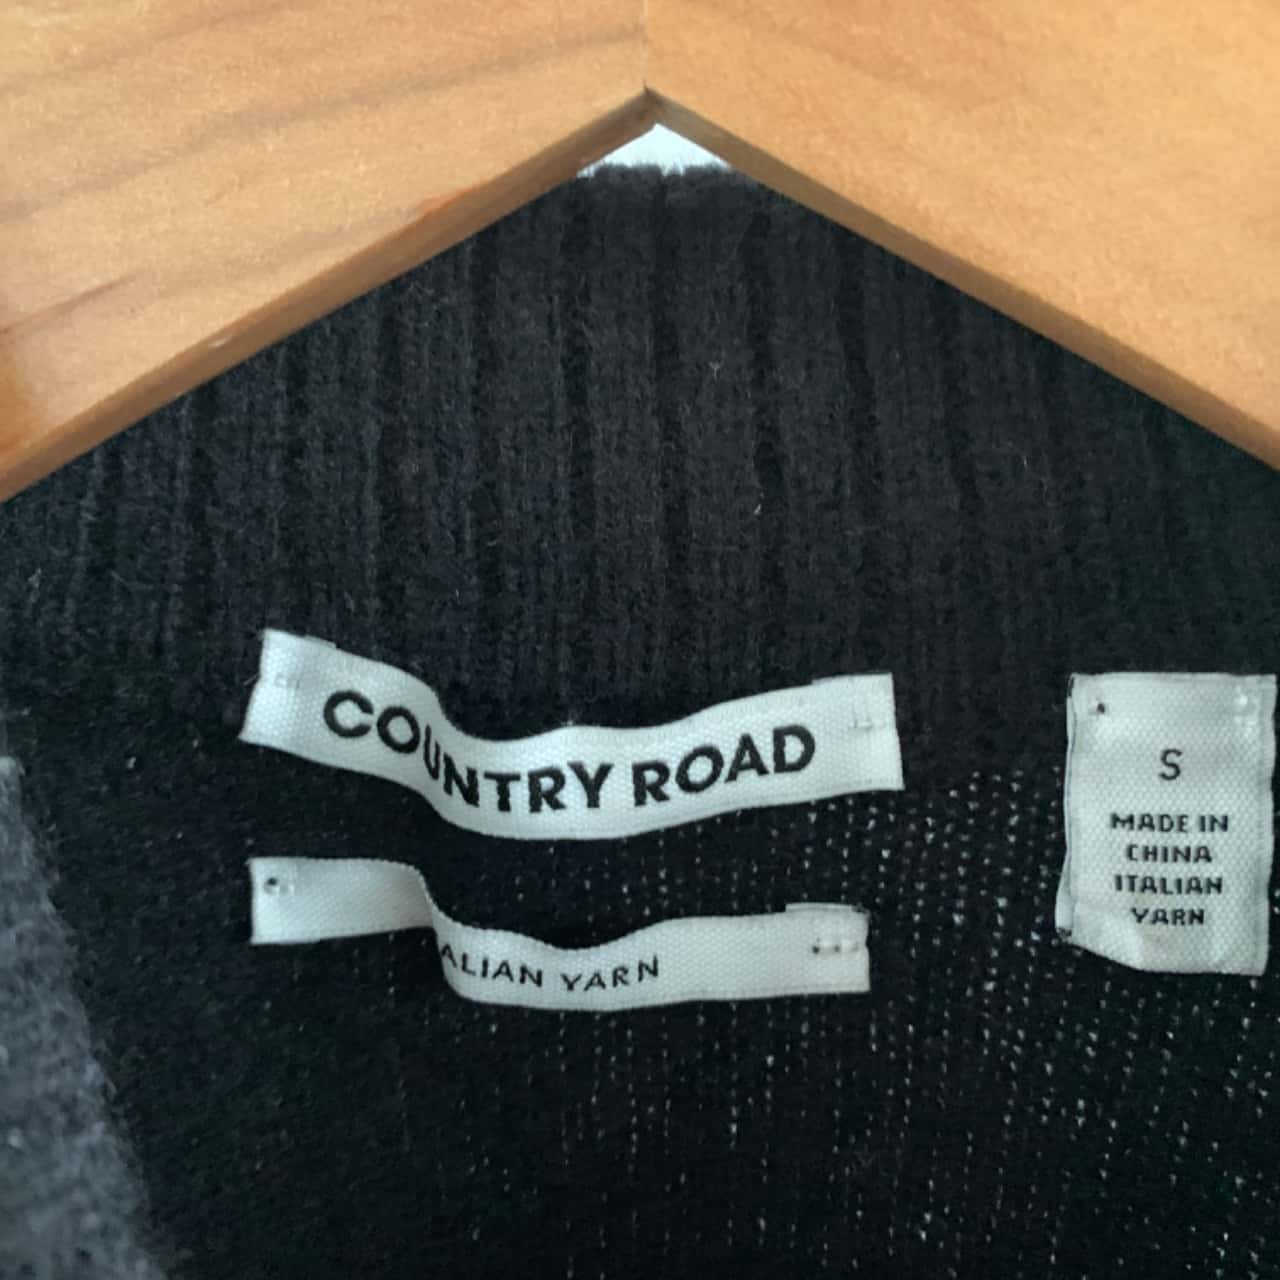 COUNTRY ROAD
ALIAN YARN
S
MADE IN
CHINA
ITALIAN
YARN